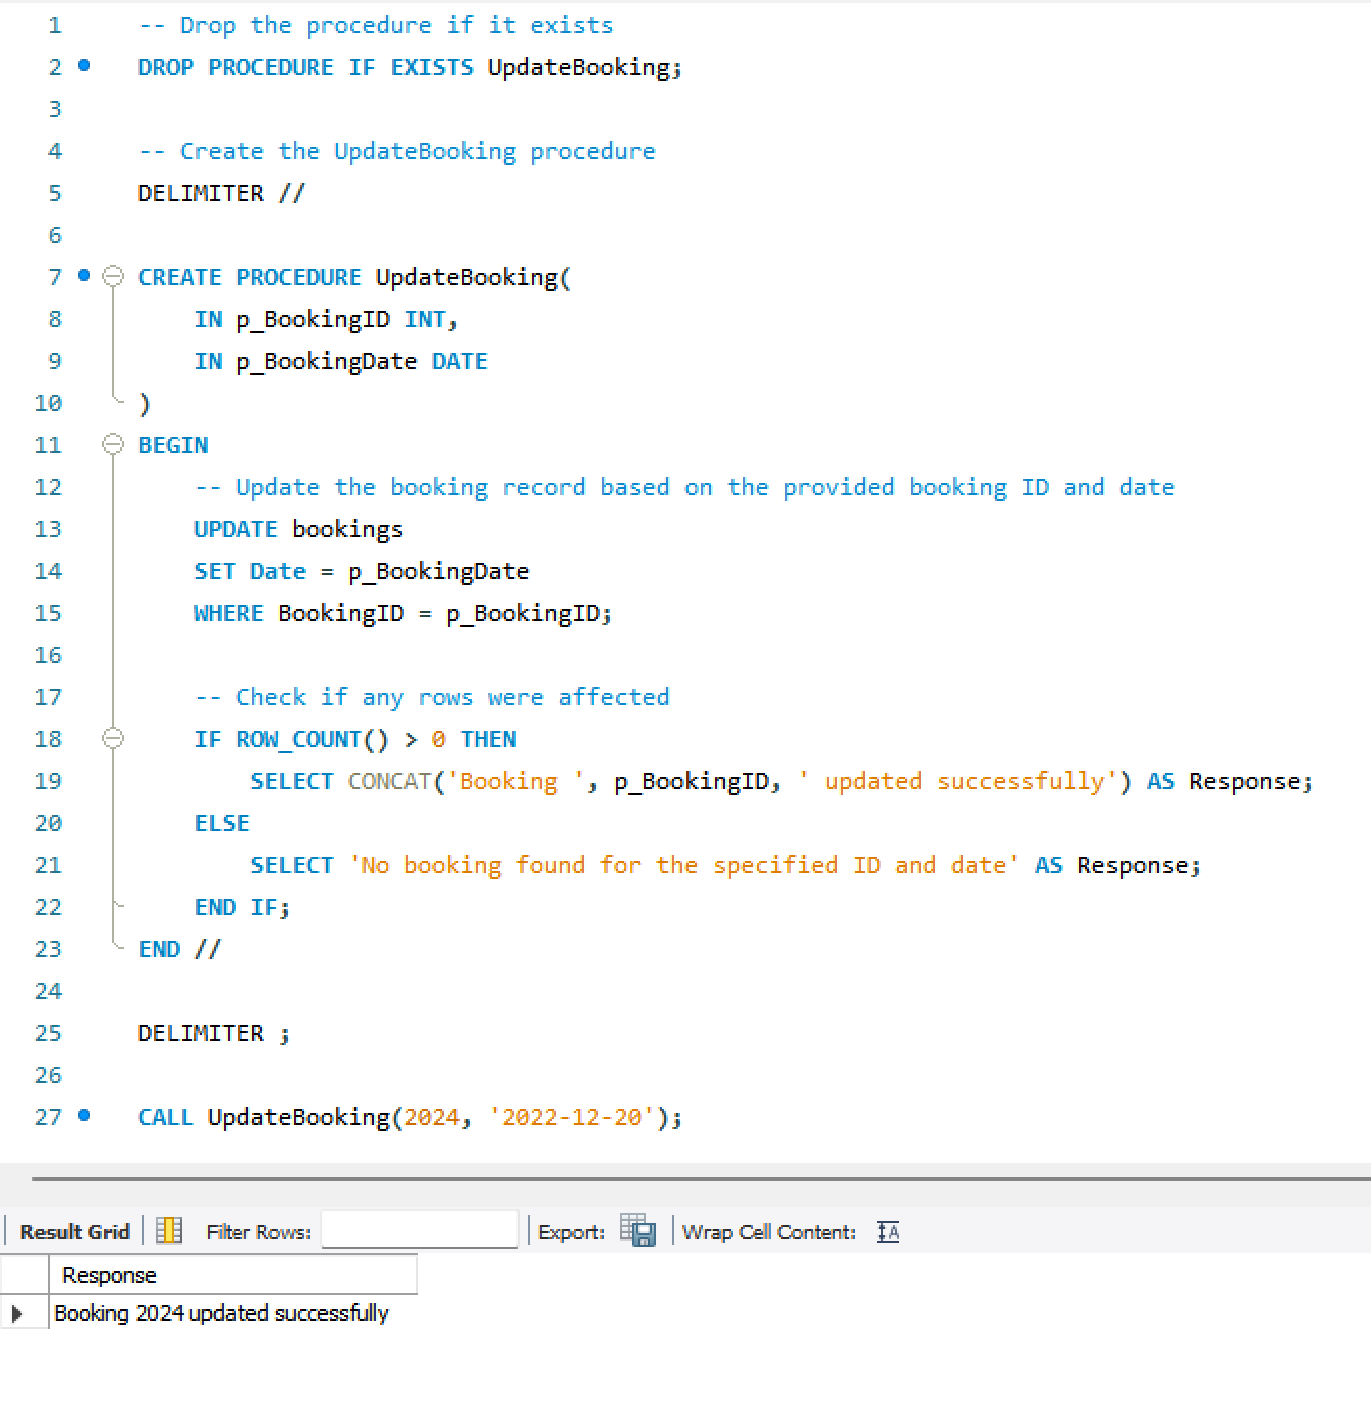 1 -- Drop the procedure if it exists
2 DROP PROCEDURE IF EXISTS UpdateBooking;
3
4 -- Create the UpdateBooking procedure
5 DELIMITER //
6
7 CREATE PROCEDURE UpdateBooking(
8 IN p_BookingID INT,
9 IN p_BookingDate DATE
10 )
11 BEGIN
12 -- Update the booking record based on the provided booking ID and date
13 UPDATE bookings
14 SET Date = p_BookingDate
15 WHERE BookingID = p_BookingID;
16
17 -- Check if any rows were affected
18 IF ROW_COUNT() > 0 THEN
19 SELECT CONCAT('Booking ', p_BookingID, ' updated successfully') AS Response;
20 ELSE
21 SELECT 'No booking found for the specified ID and date' AS Response;
22 END IF;
23 END //
24
25 DELIMITER ;
26
27 CALL UpdateBooking(2024, '2022-12-20');
Result Grid Filter Rows: Export: Wrap Cell Content:
Response
Booking 2024 updated successfully